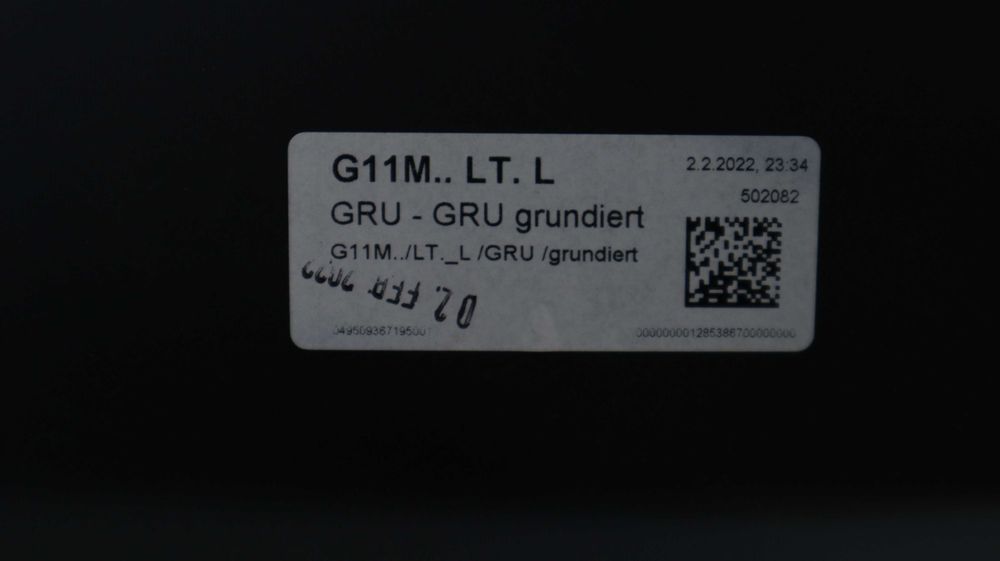 G11M.. LT. L
2.2.2022, 23:34
502082
GRU - GRU grundiert
G11M../LT._L /GRU /grundiert
02. FEB. 2022